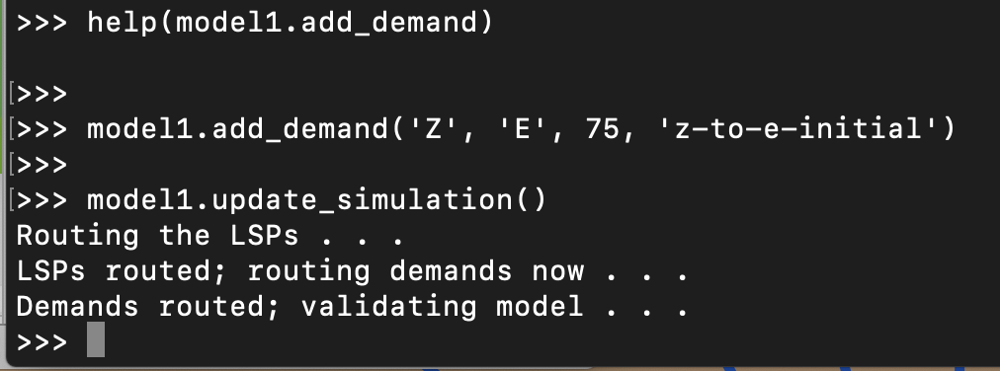 >>> help(model1.add_demand)
[>>>
[>>> model1.add_demand('Z', 'E', 75, 'z-to-e-initial')
[>>>
[>>> model1.update_simulation()
Routing the LSPs . . .
LSPs routed; routing demands now . . .
Demands routed; validating model . . .
>>>